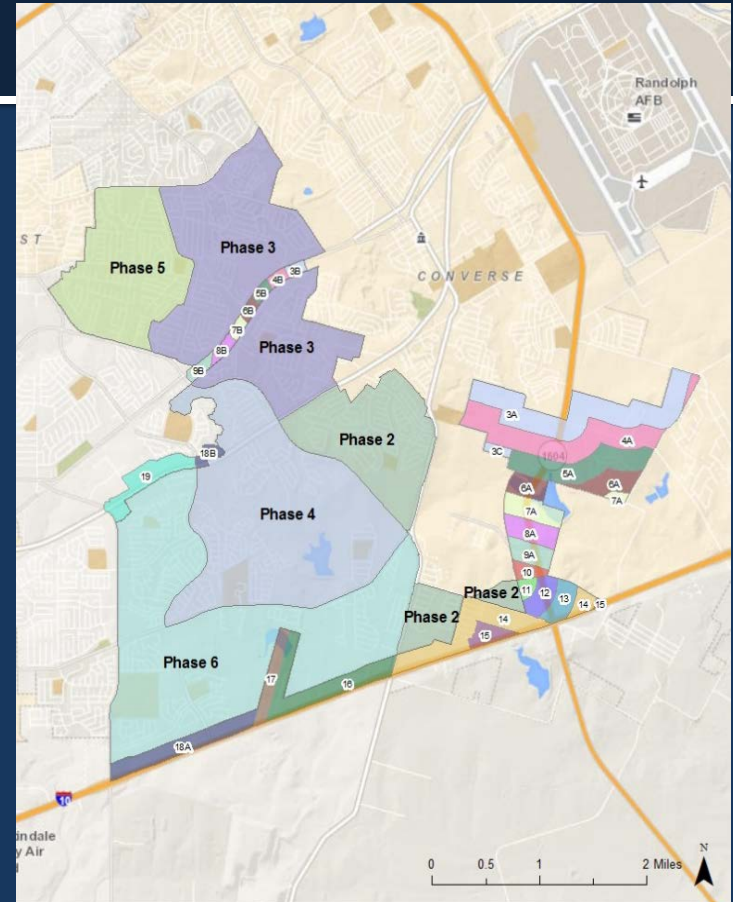 Randolph
AFB
ST
CONVERSE
Phase 3
Phase 5
3B
4B
5B
6B
7B
8B
9B
Phase 3
3A
4A
3C
1604
5A
6A
6A
7A
7A
8A
9A
10
11
12
13
14
15
Phase 2
18B
19
Phase 4
Phase 2
Phase 2
14
15
Phase 6
17
16
18A
10
indale
y Air
0 0.5 1 2 Miles
N